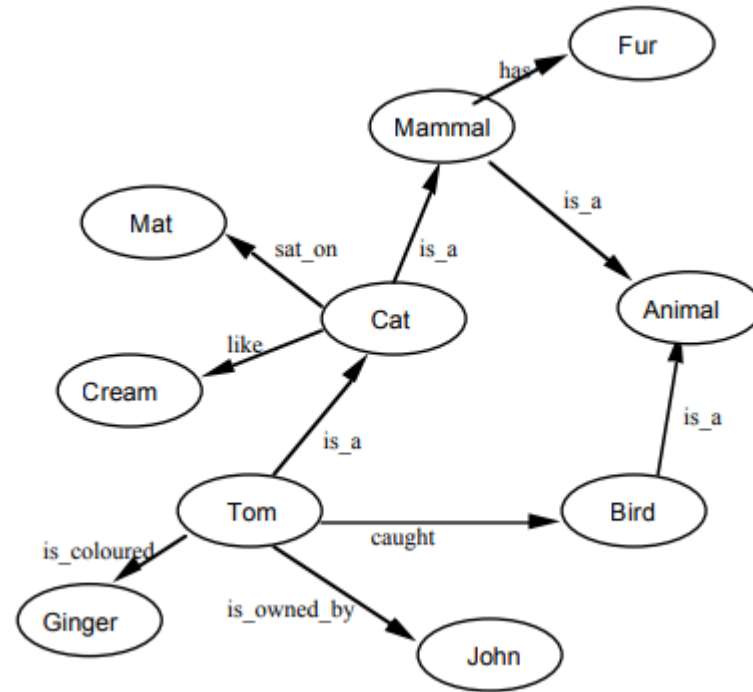 Fur
has
Mammal
is_a
Mat
sat_on
is_a
Animal
Cat
like
Cream
is_a
is_a
Tom
Bird
caught
is_coloured
is_owned_by
Ginger
John